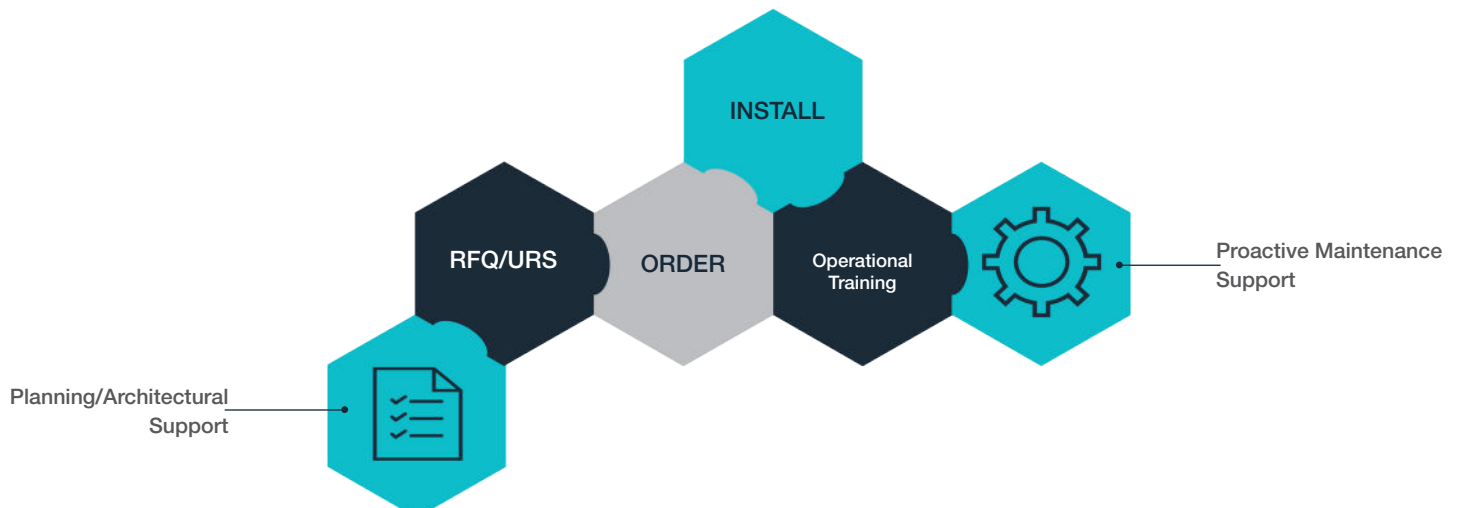 INSTALL
RFQ/URS
ORDER
Operational
Training
Proactive Maintenance
Support
Planning/Architectural
Support